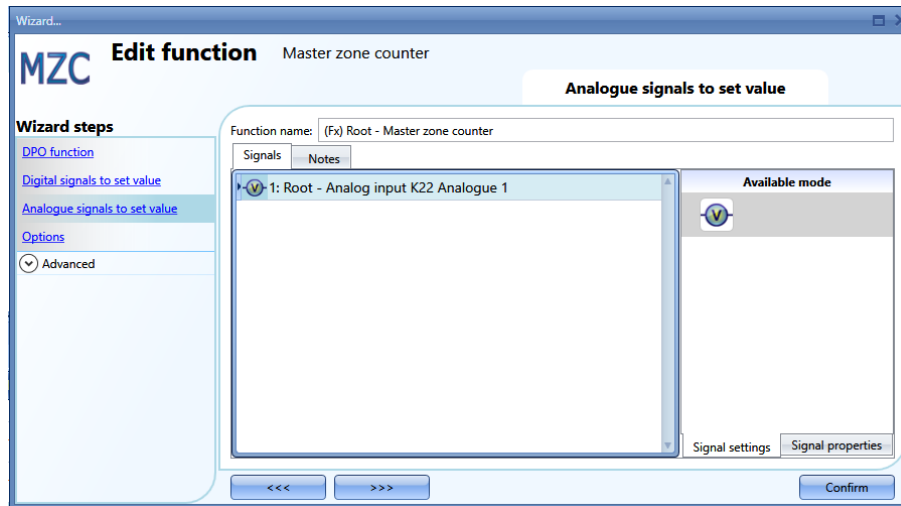 Wizard...
MZC
Edit function
Master zone counter
Analogue signals to set value
Wizard steps
DPO function
Digital signals to set value
Analogue signals to set value
Options
Advanced
Function name:
(Fx) Root - Master zone counter
Signals
Notes
V
1: Root - Analog input K22 Analogue 1
Available mode
V
Signal settings
Signal properties
<<<
>>>
Confirm